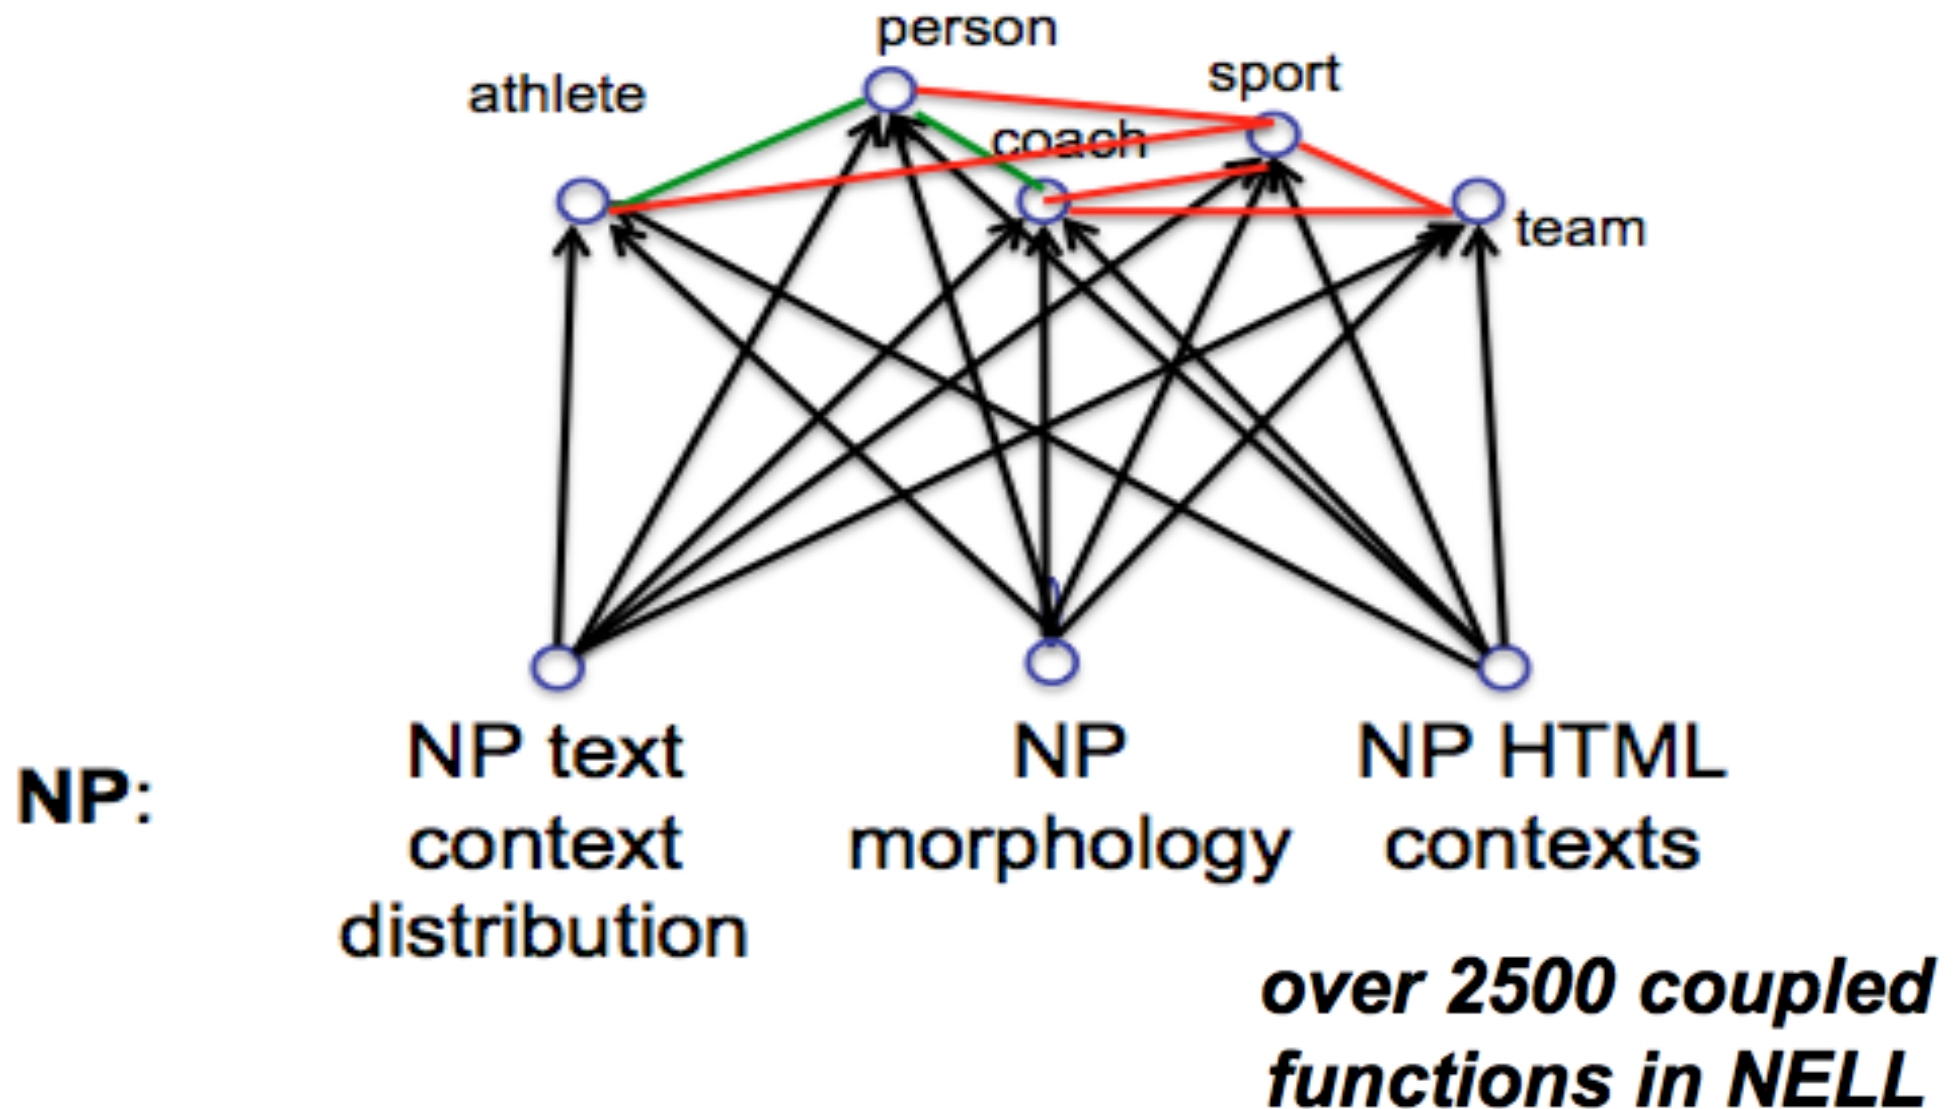 person
sport
athlete
coach
team
NP:
NP text
context
distribution
NP
morphology
NP HTML
contexts
over 2500 coupled
functions in NELL